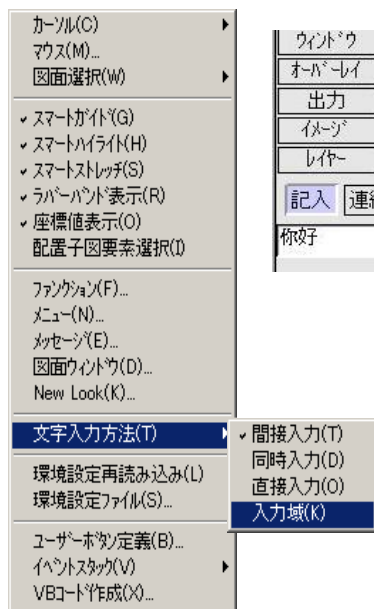 ｶｰｿﾙ(C)
ﾏｳｽ(M)...
図面選択(W)
ｽﾏｰﾄｶﾞｲﾄﾞ(G)
ｽﾏｰﾄﾊｲﾗｲﾄ(H)
ｽﾏｰﾄｽﾄﾚｯﾁ(S)
ﾗﾊﾞｰﾊﾞﾝﾄﾞ表示(R)
座標値表示(O)
配置子図要素選択(I)
ﾌｧﾝｸｼｮﾝ(F)...
ﾒﾆｭｰ(N)...
ﾒｯｾｰｼﾞ(E)...
図面ｳｨﾝﾄﾞｳ(D)...
New Look(K)...
文字入力方法(T)
環境設定再読み込み(L)
環境設定ﾌｧｲﾙ(S)...
ﾕｰｻﾞｰﾎﾞﾀﾝ定義(B)...
ｲﾍﾞﾝﾄｽﾀｯｸ(V)
VBｺｰﾄﾞ作成(X)...
間接入力(T)
同時入力(D)
直接入力(O)
入力域(K)
ｳｨﾝﾄﾞｳ
ｵｰﾊﾞｰﾚｲ
出力
ｲﾒｰｼﾞ
ﾚｲﾔｰ
記入 連続
你好